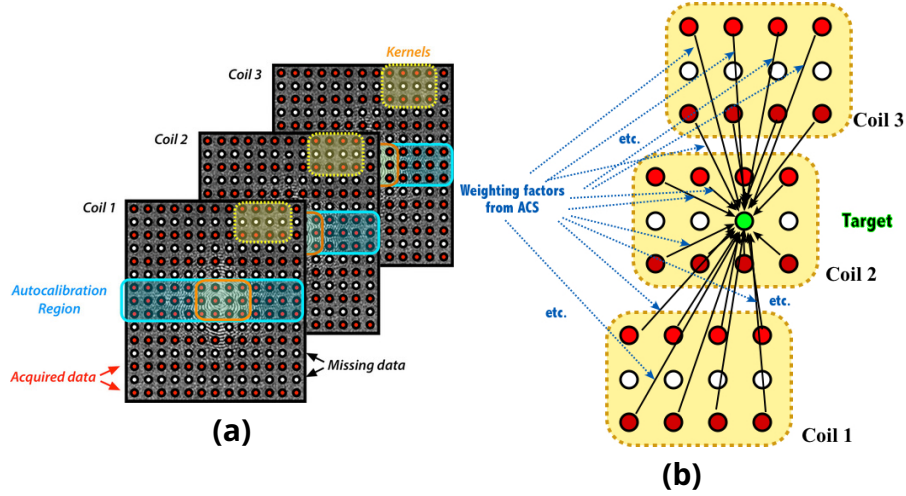 Kernels
Coil 3
Coil 2
Coil 1
Autocalibration
Region
Acquired data
Missing data
(a)
Coil 3
etc.
Weighting factors
from ACS
Target
Coil 2
etc.
etc.
Coil 1
(b)